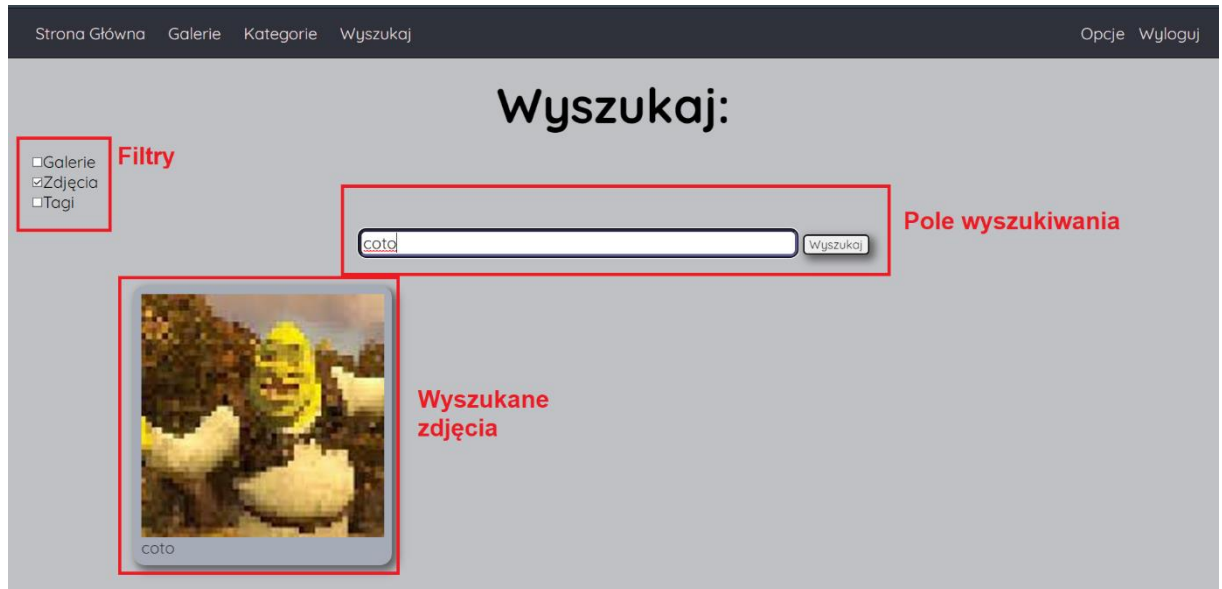 Strona Główna Galerie Kategorie Wyszukaj Opcje Wyloguj
Wyszukaj:
Galerie
Zdjęcia
Tagi
Filtry
coto
Wyszukaj
Pole wyszukiwania
Wyszukane
zdjęcia
coto